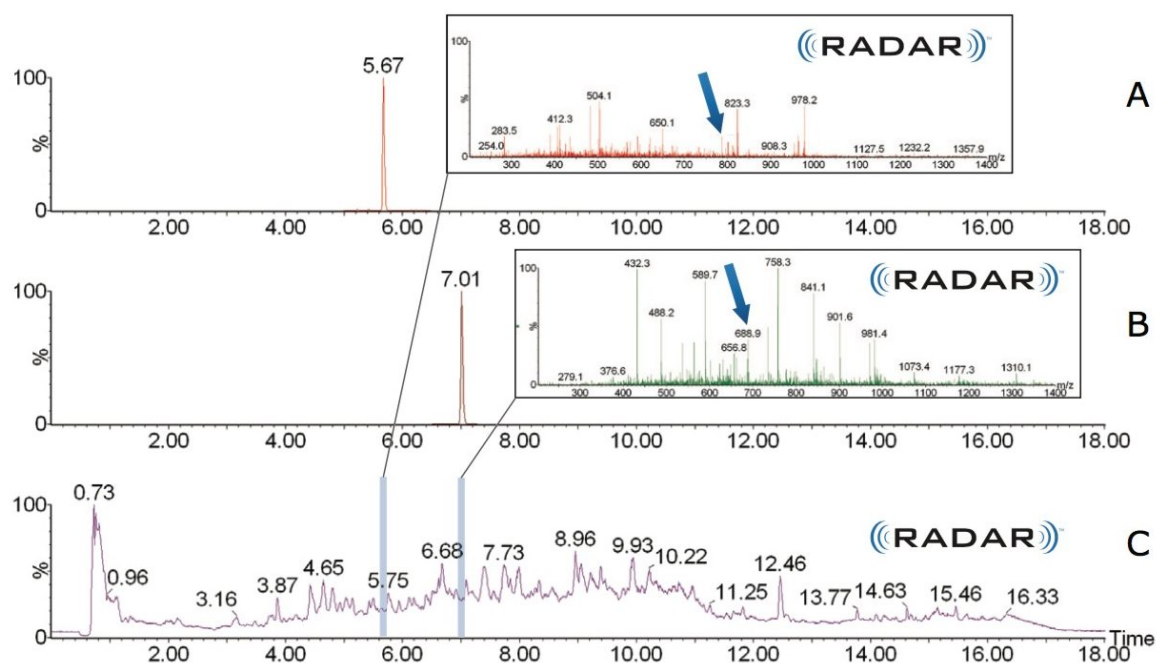 100
%
0
5.67
2.00 4.00 6.00 8.00 10.00 12.00 14.00 16.00 18.00
A
100
%
0
RADAR™
254.0 283.5 412.3 504.1 650.1 823.3 908.3 978.2 1127.5 1232.2 1357.9
300 400 500 600 700 800 900 1000 1100 1200 1300 1400 m/z
100
%
0
7.01
2.00 4.00 6.00 8.00 10.00 12.00 14.00 16.00 18.00
B
100
%
0
RADAR™
279.1 376.6 432.3 488.2 589.7 656.8 688.9 758.3 841.1 901.6 981.4 1073.4 1177.3 1310.1
300 400 500 600 700 800 900 1000 1100 1200 1300 1400 m/z
100
%
0
RADAR™
C
0.73 0.96 3.16 3.87 4.65 5.75 6.68 7.73 8.96 9.93 10.22 11.25 12.46 13.77 14.63 15.46 16.33
Time
2.00 4.00 6.00 8.00 10.00 12.00 14.00 16.00 18.00